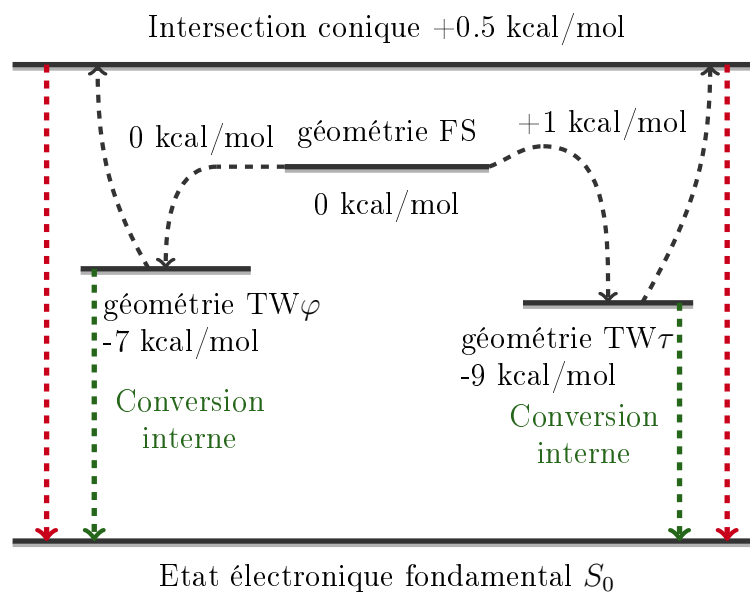 Intersection conique +0.5 kcal/mol
0 kcal/mol
géométrie FS
+1 kcal/mol
0 kcal/mol
géométrie TWφ
-7 kcal/mol
géométrie TWτ
-9 kcal/mol
Conversion
interne
Conversion
interne
Etat électronique fondamental S₀